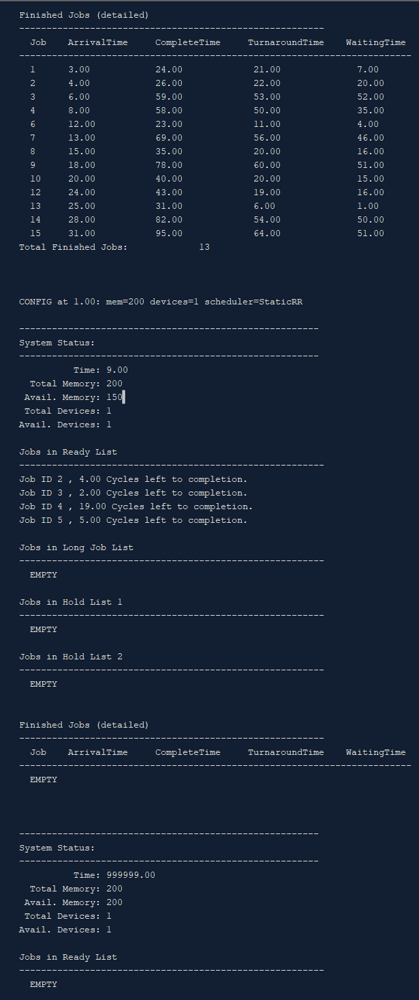 Finished Jobs (detailed)
--------------------------------------------------------
  Job    ArrivalTime     CompleteTime     TurnaroundTime    WaitingTime
------------------------------------------------------------------------
  1      3.00            24.00             21.00              7.00
  2      4.00            26.00             22.00              20.00
  3      6.00            59.00             53.00              52.00
  4      8.00            58.00             50.00              35.00
  6      12.00           23.00             11.00              4.00
  7      13.00           69.00             56.00              46.00
  8      15.00           35.00             20.00              16.00
  9      18.00           78.00             60.00              51.00
  10     20.00           40.00             20.00              15.00
  12     24.00           43.00             19.00              16.00
  13     25.00           31.00             6.00               1.00
  14     28.00           82.00             54.00              50.00
  15     31.00           95.00             64.00              51.00
Total Finished Jobs:             13
CONFIG at 1.00: mem=200 devices=1 scheduler=StaticRR
-------------------------------------------------------
System Status:
-------------------------------------------------------
          Time: 9.00
  Total Memory: 200
 Avail. Memory: 150
 Total Devices: 1
Avail. Devices: 1
Jobs in Ready List
--------------------------------------------------------
Job ID 2 , 4.00 Cycles left to completion.
Job ID 3 , 2.00 Cycles left to completion.
Job ID 4 , 19.00 Cycles left to completion.
Job ID 5 , 5.00 Cycles left to completion.
Jobs in Long Job List
--------------------------------------------------------
  EMPTY
Jobs in Hold List 1
--------------------------------------------------------
  EMPTY
Jobs in Hold List 2
--------------------------------------------------------
  EMPTY
Finished Jobs (detailed)
--------------------------------------------------------
  Job    ArrivalTime     CompleteTime     TurnaroundTime    WaitingTime
------------------------------------------------------------------------
  EMPTY
-------------------------------------------------------
System Status:
-------------------------------------------------------
          Time: 999999.00
  Total Memory: 200
 Avail. Memory: 200
 Total Devices: 1
Avail. Devices: 1
Jobs in Ready List
--------------------------------------------------------
  EMPTY